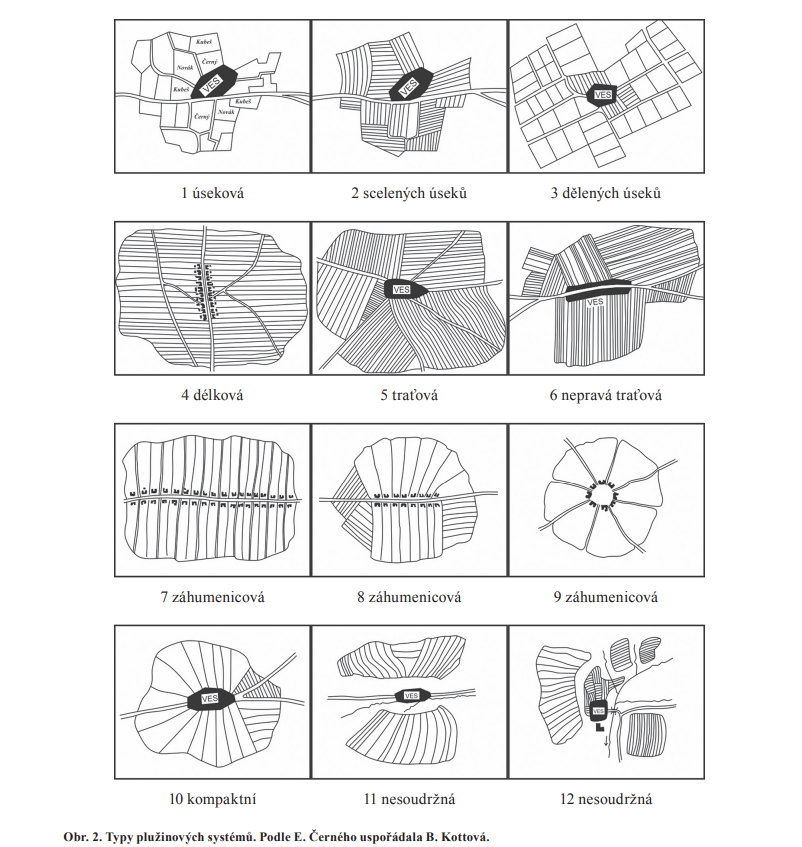 Kubeš
Černý
Novák
Kubeš
VES
Kubeš
Černý
Novák
VES
VES
1 úseková
2 scelených úseků
3 dělených úseků
VES
VES
4 délková
5 traťová
6 nepravá traťová
7 záhumenicová
8 záhumenicová
9 záhumenicová
VES
VES
VES
10 kompaktní
11 nesoudržná
12 nesoudržná
Obr. 2. Typy plužinových systémů. Podle E. Černého uspořádala B. Kottová.